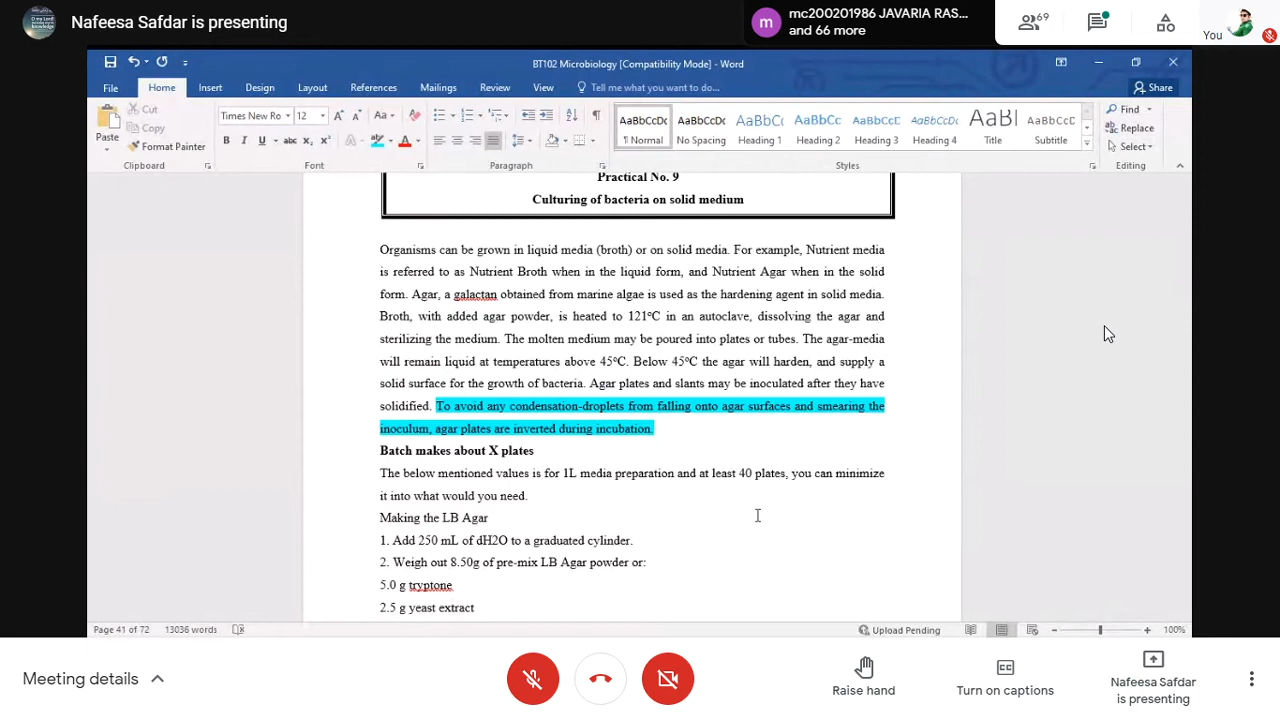 Nafeesa Safdar is presenting
mc200201986 JAVARIA RAS...
and 66 more
69
You
BT102 Microbiology [Compatibility Mode] - Word
File Home Insert Design Layout References Mailings Review View Tell me what you want to do... Share
Paste
Cut
Copy
Format Painter
Clipboard
Times New Ro 12
Font
Paragraph
AaBbCcDc AaBbCcDc AaBbC AaBbCc AaBbCcE AaBbCcDc AaBl AaBbCcC
¶ Normal No Spacing Heading 1 Heading 2 Heading 3 Heading 4 Title Subtitle
Styles
Find
Replace
Select
Editing
Practical No. 9
Culturing of bacteria on solid medium
Organisms can be grown in liquid media (broth) or on solid media. For example, Nutrient media
is referred to as Nutrient Broth when in the liquid form, and Nutrient Agar when in the solid
form. Agar, a galactan obtained from marine algae is used as the hardening agent in solid media.
Broth, with added agar powder, is heated to 121°C in an autoclave, dissolving the agar and
sterilizing the medium. The molten medium may be poured into plates or tubes. The agar-media
will remain liquid at temperatures above 45°C. Below 45°C the agar will harden, and supply a
solid surface for the growth of bacteria. Agar plates and slants may be inoculated after they have
solidified. To avoid any condensation-droplets from falling onto agar surfaces and smearing the
inoculum, agar plates are inverted during incubation.
Batch makes about X plates
The below mentioned values is for 1L media preparation and at least 40 plates, you can minimize
it into what would you need.
Making the LB Agar
1. Add 250 mL of dH2O to a graduated cylinder.
2. Weigh out 8.50g of pre-mix LB Agar powder or:
5.0 g tryptone
2.5 g yeast extract
Page 41 of 72 13036 words Upload Pending 100%
Meeting details
Raise hand
Turn on captions
Nafeesa Safdar
is presenting